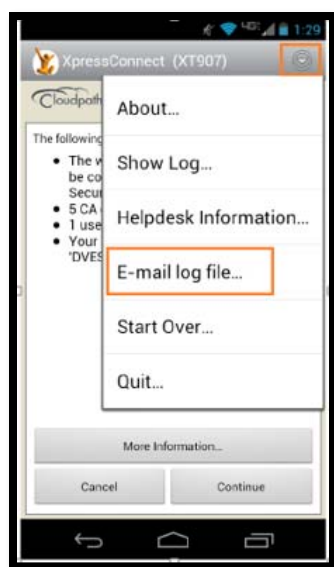 4G 1:29
XpressConnect (XT907)
Cloudpath
The following
About...
• The w
be co
Secur
Show Log...
• 5 CA
• 1 use
Helpdesk Information...
• Your
'DVES
E-mail log file...
Start Over...
Quit...
More Information...
Cancel
Continue